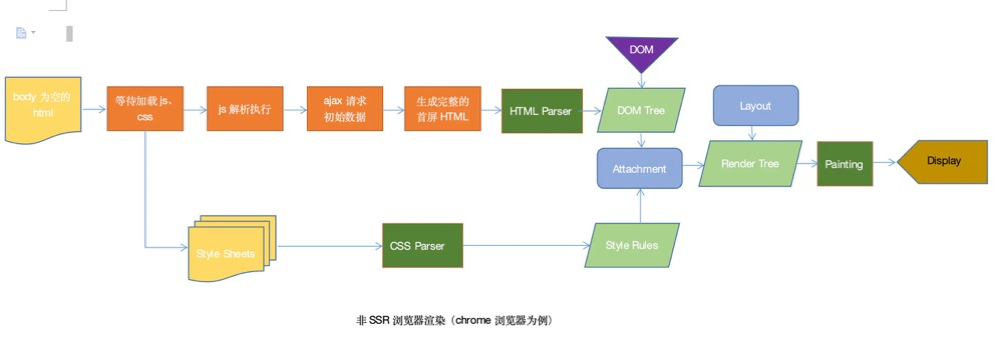 DOM
body 为空的
html
等待加载 js、
css
js 解析执行
ajax 请求
初始数据
生成完整的
首屏 HTML
HTML Parser
DOM Tree
Layout
Attachment
Render Tree
Painting
Display
Style Sheets
CSS Parser
Style Rules
非 SSR 浏览器渲染（chrome 浏览器为例）